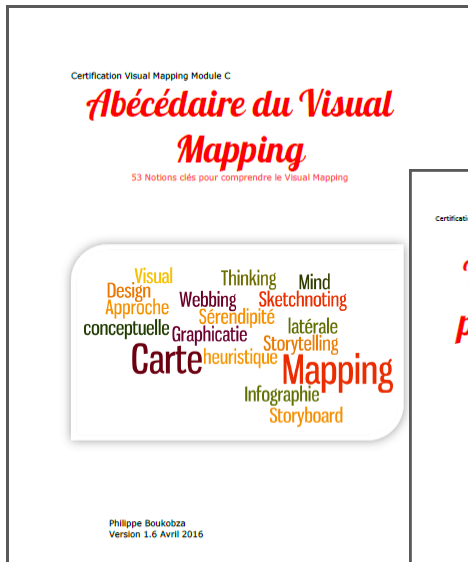 Certification Visual Mapping Module C
Abécédaire du Visual
Mapping
53 Notions clés pour comprendre le Visual Mapping
Visual
Thinking
Mind
Design
Webbing
Sketchnoting
Approche
Sérendipité
conceptuelle
Graphicatie
latérale
Storytelling
Carte
heuristique
Mapping
Infographie
Storyboard
Philippe Boukobza
Version 1.6 Avril 2016